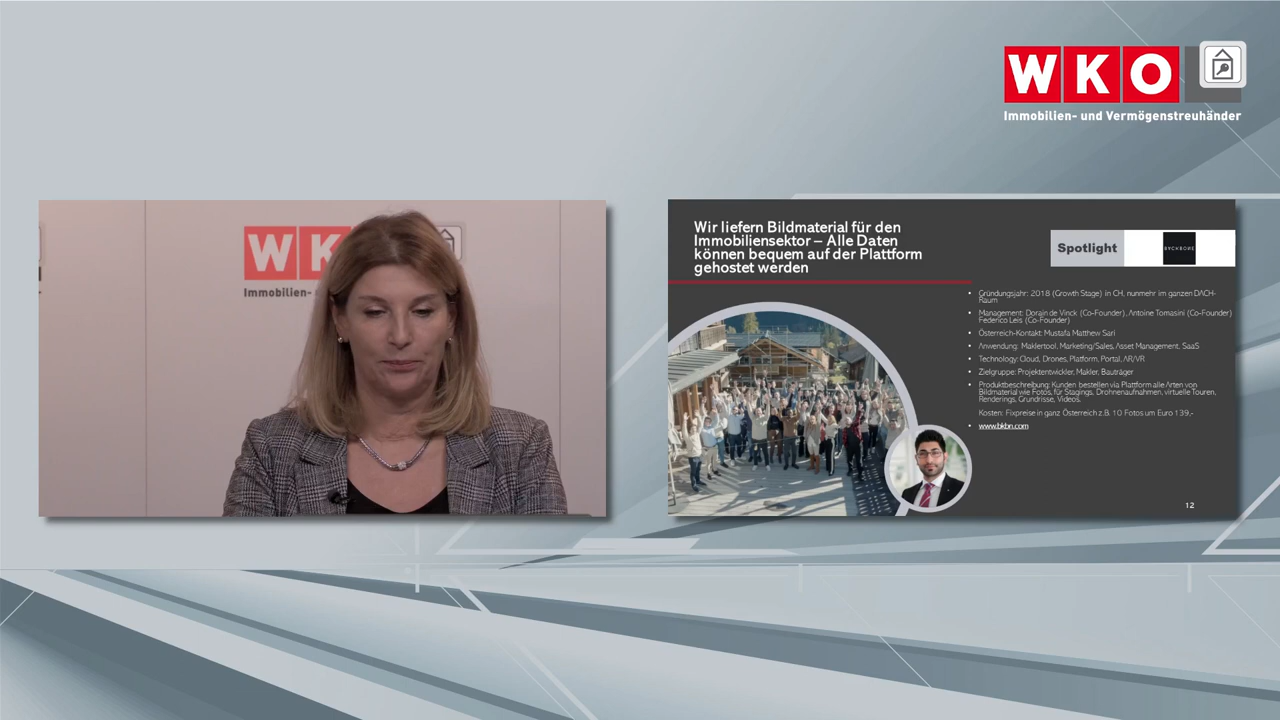 WKO
Immobilien- und Vermögenstreuhänder
WK
Immobilien-
Wir liefern Bildmaterial für den
Immobiliensektor – Alle Daten
können bequem auf der Plattform
gehostet werden
Spotlight
BACKBONE
• Gründungsjahr: 2018 (Growth Stage) in CH, nunmehr im ganzen DACH-
Raum
• Management: Dorain de Vinck (Co-Founder), Antoine Tomasini (Co-Founder)
Federico Leis (Co-Founder)
• Österreich-Kontakt: Mustafa Matthew Sari
• Anwendung: Maklertool, Marketing/Sales, Asset Management, SaaS
• Technology: Cloud, Drones, Platform, Portal, AR/VR
• Zielgruppe: Projektentwickler, Makler, Bauträger
• Produktbeschreibung: Kunden bestellen via Plattform alle Arten von
Bildmaterial wie Fotos, für Stagings, Drohnenaufnahmen, virtuelle Touren,
Renderings, Grundrisse, Videos,
Kosten: Fixpreise in ganz Österreich z.B. 10 Fotos um Euro 139,-
• www.bkbn.com
12